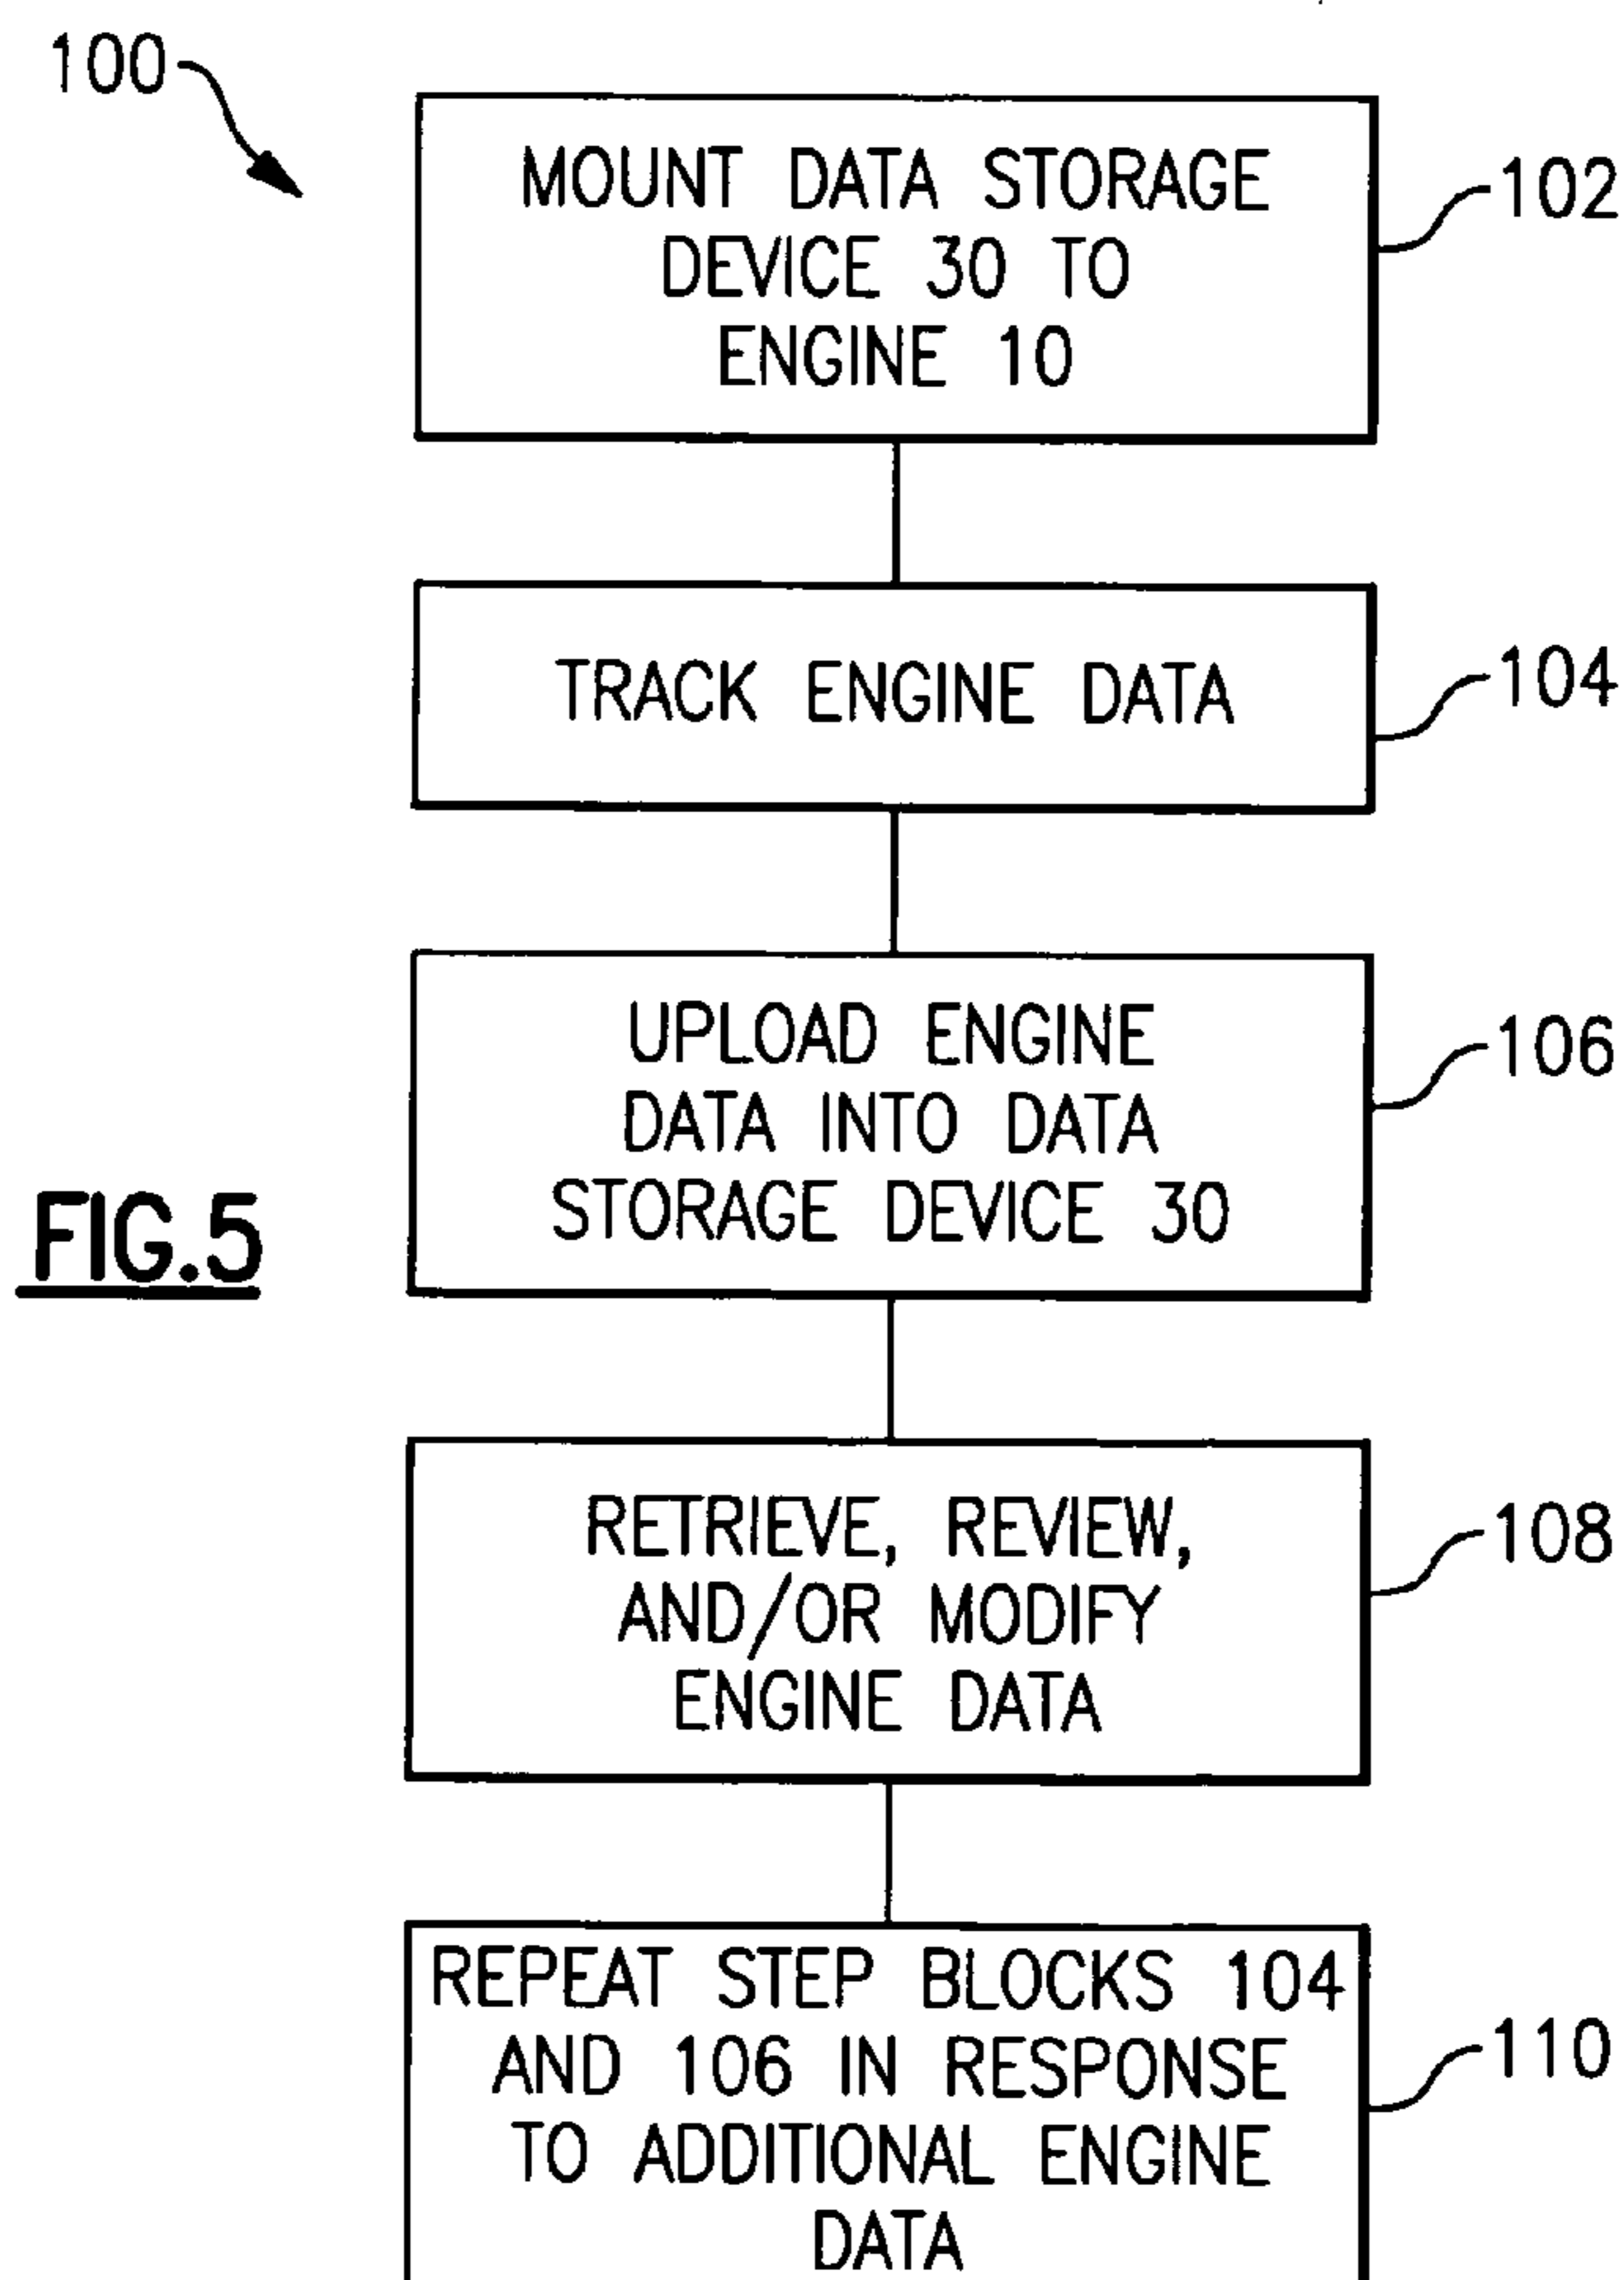 100
MOUNT DATA STORAGE
DEVICE 30 TO
ENGINE 10
102
TRACK ENGINE DATA
104
UPLOAD ENGINE
DATA INTO DATA
STORAGE DEVICE 30
106
FIG.5
RETRIEVE, REVIEW,
AND/OR MODIFY
ENGINE DATA
108
REPEAT STEP BLOCKS 104
AND 106 IN RESPONSE
TO ADDITIONAL ENGINE
DATA
110